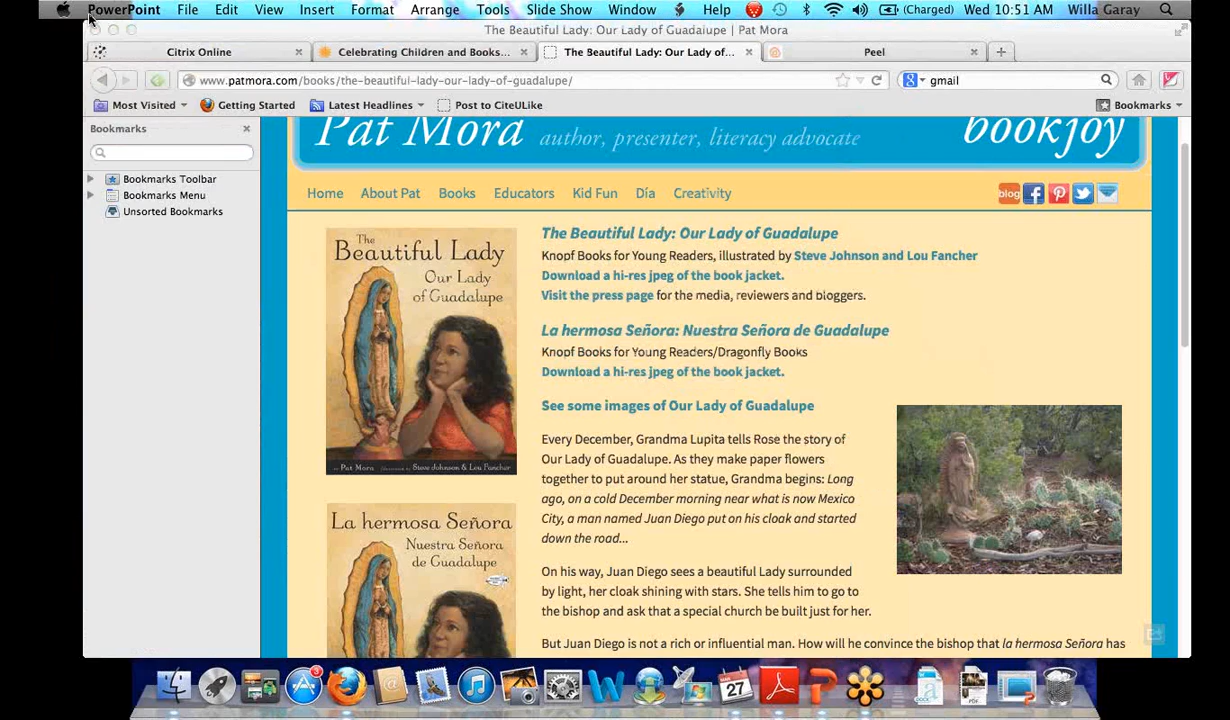 PowerPoint File Edit View Insert Format Arrange Tools Slide Show Window Help (Charged) Wed 10:51 AM Willa Garay
The Beautiful Lady: Our Lady of Guadalupe | Pat Mora
Citrix Online Celebrating Children and Books... The Beautiful Lady: Our Lady of... Peel
www.patmora.com/books/the-beautiful-lady-our-lady-of-guadalupe/ gmail
Most Visited Getting Started Latest Headlines Post to CiteULike Bookmarks
Bookmarks
Bookmarks Toolbar
Bookmarks Menu
Unsorted Bookmarks
Pat Mora author, presenter, literacy advocate bookjoy
Home About Pat Books Educators Kid Fun Día Creativity blog
The
Beautiful Lady
Our Lady
of Guadalupe
Pat Mora Steve Johnson & Lou Fancher
La hermosa Señora
Nuestra Señora
de Guadalupe
The Beautiful Lady: Our Lady of Guadalupe
Knopf Books for Young Readers, illustrated by Steve Johnson and Lou Fancher
Download a hi-res jpeg of the book jacket.
Visit the press page for the media, reviewers and bloggers.
La hermosa Señora: Nuestra Señora de Guadalupe
Knopf Books for Young Readers/Dragonfly Books
Download a hi-res jpeg of the book jacket.
See some images of Our Lady of Guadalupe
Every December, Grandma Lupita tells Rose the story of
Our Lady of Guadalupe. As they make paper flowers
together to put around her statue, Grandma begins: Long
ago, on a cold December morning near what is now Mexico
City, a man named Juan Diego put on his cloak and started
down the road...
On his way, Juan Diego sees a beautiful Lady surrounded
by light, her cloak shining with stars. She tells him to go to
the bishop and ask that a special church be built just for her.
But Juan Diego is not a rich or influential man. How will he convince the bishop that la hermosa Señora has
3
27